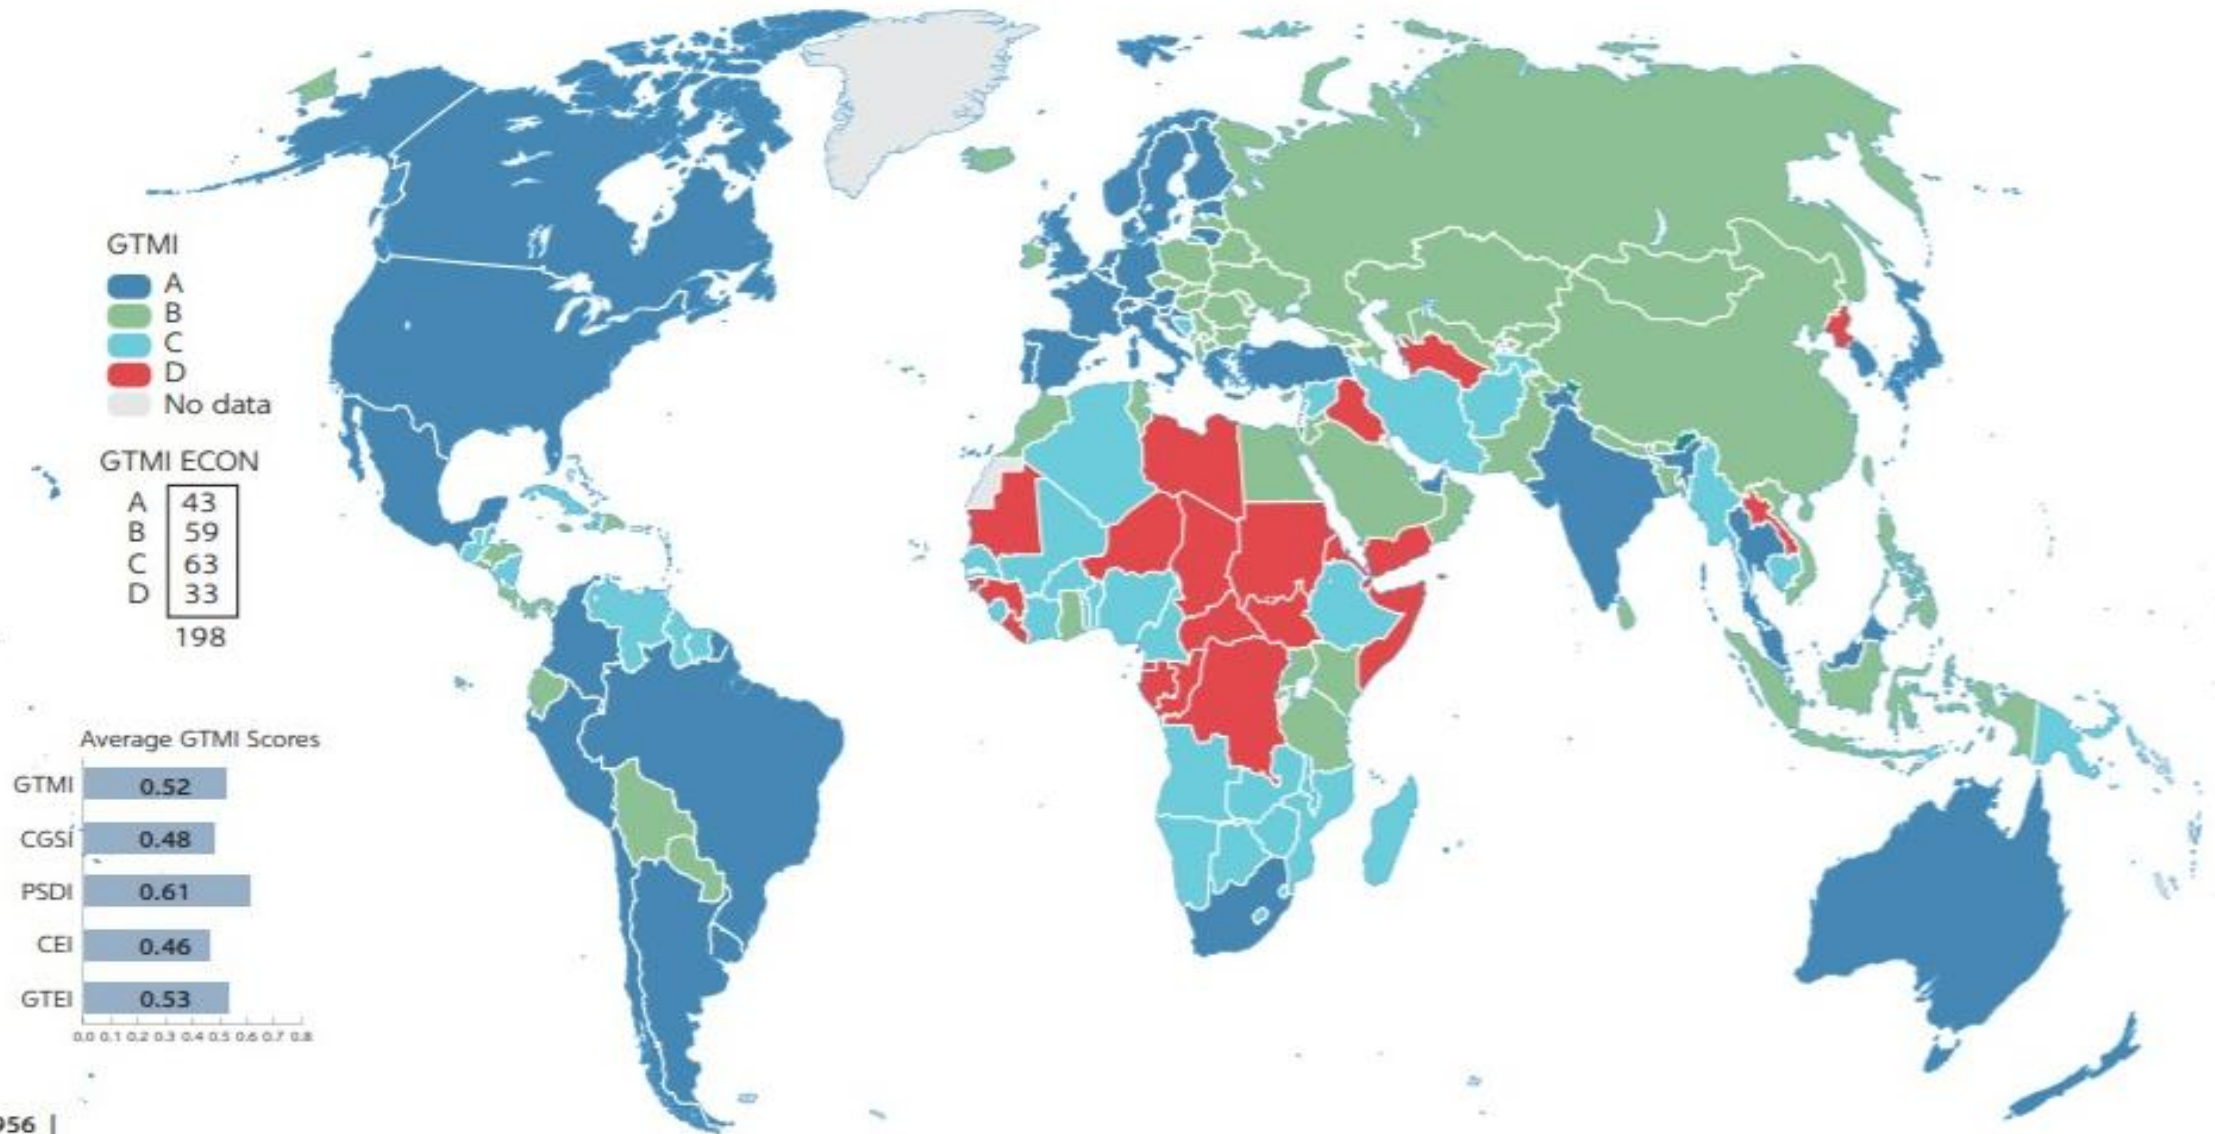 GTMI
A
B
C
D
No data
GTMI ECON
A 43
B 59
C 63
D 33
198
Average GTMI Scores
GTMI 0.52
CGSÍ 0.48
PSDI 0.61
CEI 0.46
GTEI 0.53
0.0 0.1 0.2 0.3 0.4 0.5 0.6 0.7 0.8
956 |